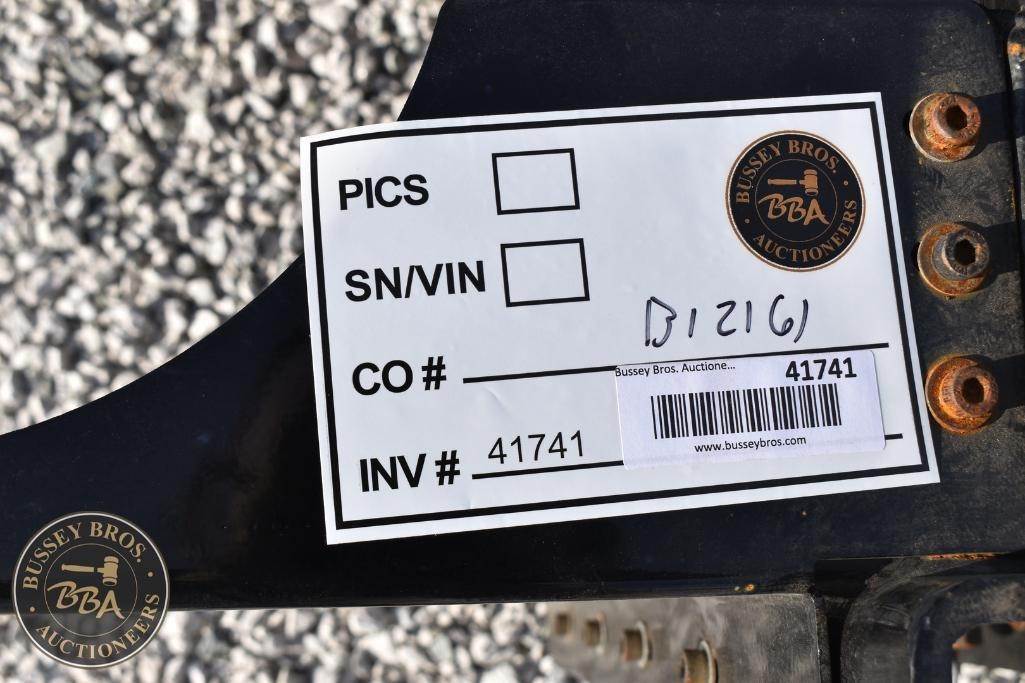 PICS
BUSSEY BROS.
BBA
AUCTIONEERS
SN/VIN
B12161
CO #
Bussey Bros. Auctione...
41741
www.busseybros.com
INV # 41741
BUSSEY BROS.
BBA
AUCTIONEERS